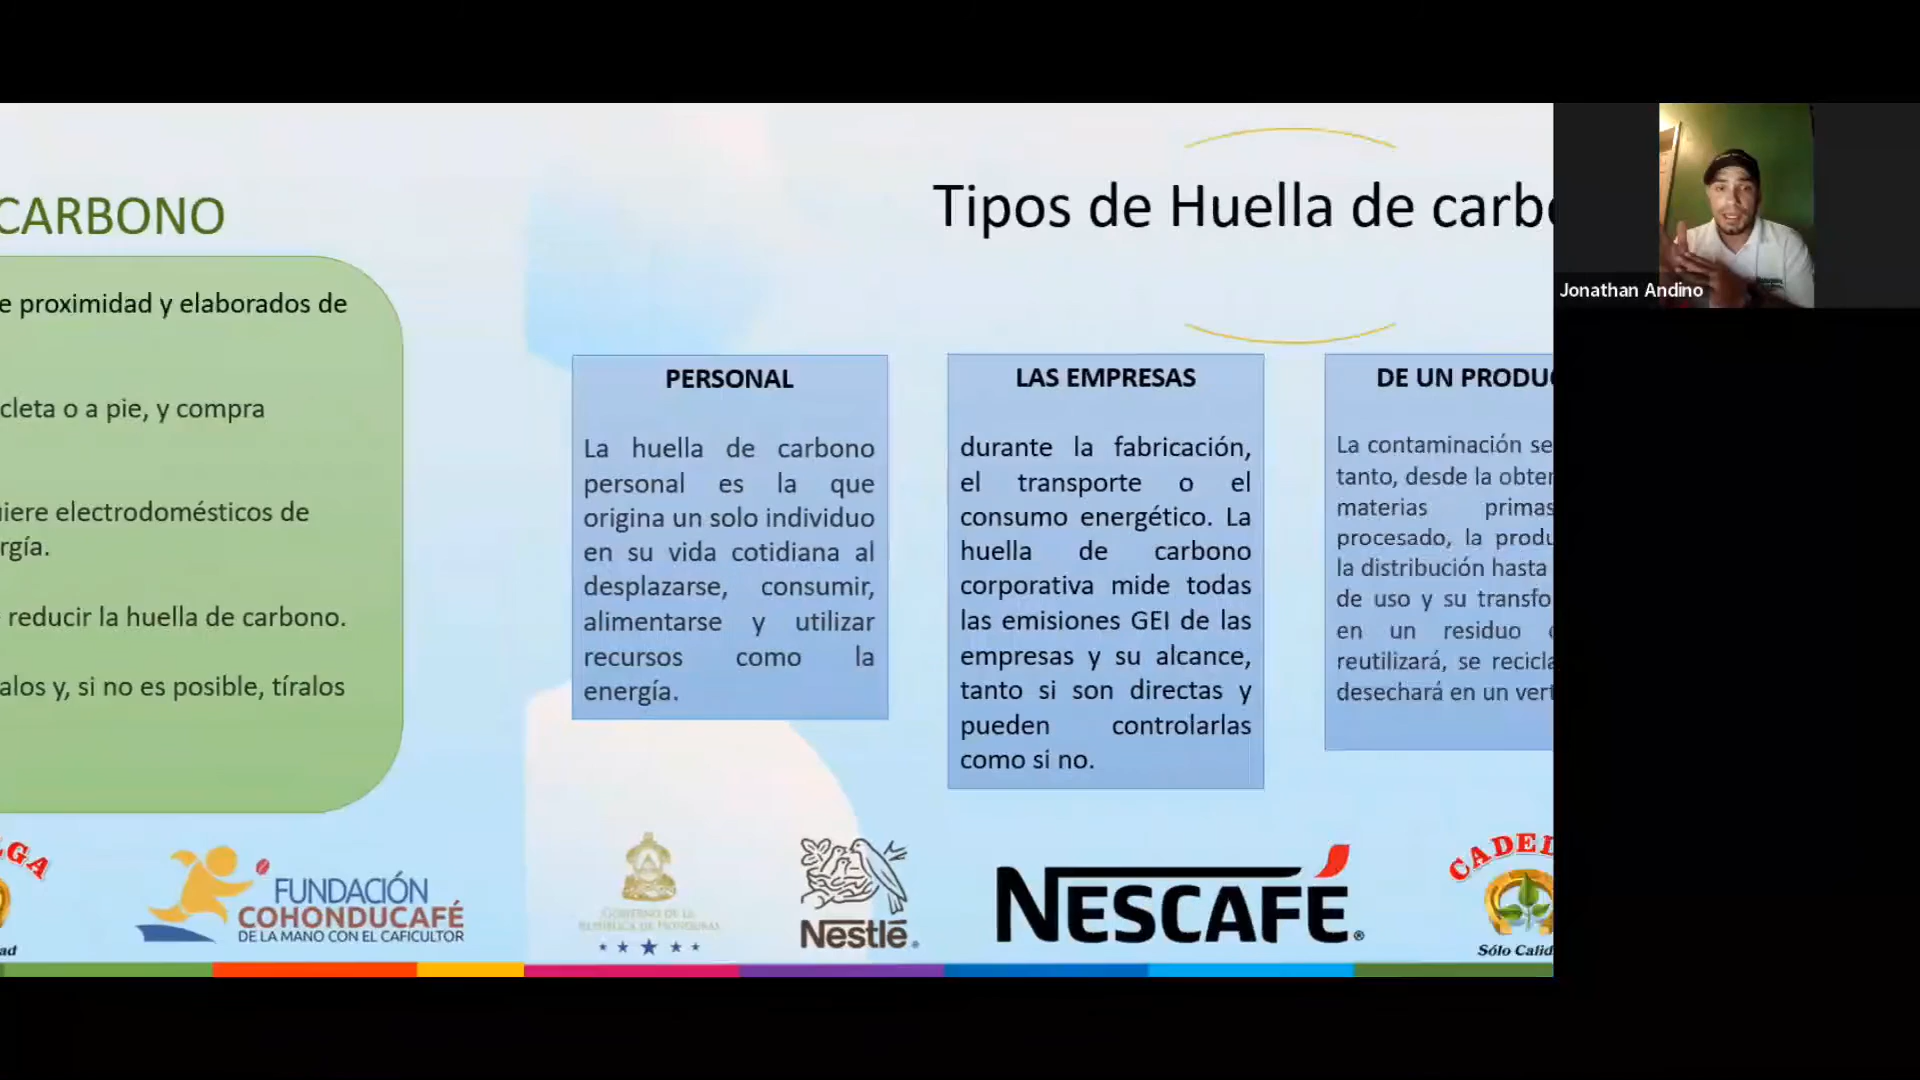 CARBONO
e proximidad y elaborados de
cleta o a pie, y compra
iere electrodomésticos de
rgía.
reducir la huella de carbono.
alos y, si no es posible, tíralos
LGA
ad
FUNDACIÓN
COHONDUCAFÉ
DE LA MANO CON EL CAFICULTOR
Tipos de Huella de carbo
PERSONAL
La huella de carbono
personal es la que
origina un solo individuo
en su vida cotidiana al
desplazarse, consumir,
alimentarse y utilizar
recursos como la
energía.
LAS EMPRESAS
durante la fabricación,
el transporte o el
consumo energético. La
huella de carbono
corporativa mide todas
las emisiones GEI de las
empresas y su alcance,
tanto si son directas y
pueden controlarlas
como si no.
DE UN PRODUC
La contaminación se
tanto, desde la obter
materias primas
procesado, la produ
la distribución hasta
de uso y su transfo
en un residuo
reutilizará, se recicla
desechará en un vert
GOBIERNO DE LA
REPÚBLICA DE HONDURAS
Nestlé
NESCAFÉ
CADEL
Sólo Calid
Jonathan Andino